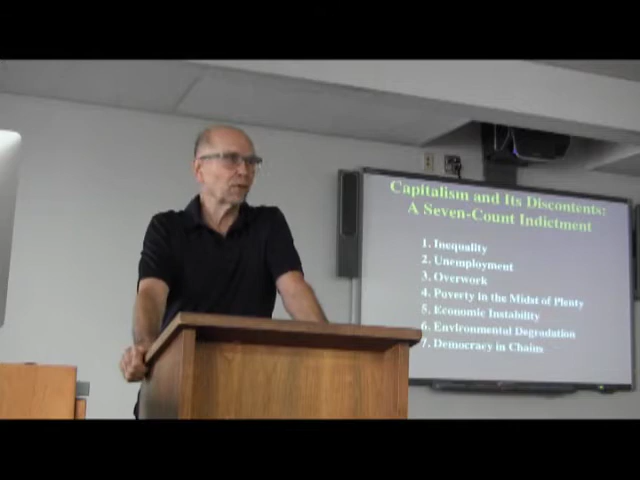 Capitalism and Its Discontents:
A Seven-Count Indictment
1. Inequality
2. Unemployment
3. Overwork
4. Poverty in the Midst of Plenty
5. Economic Instability
6. Environmental Degradation
7. Democracy in Chains